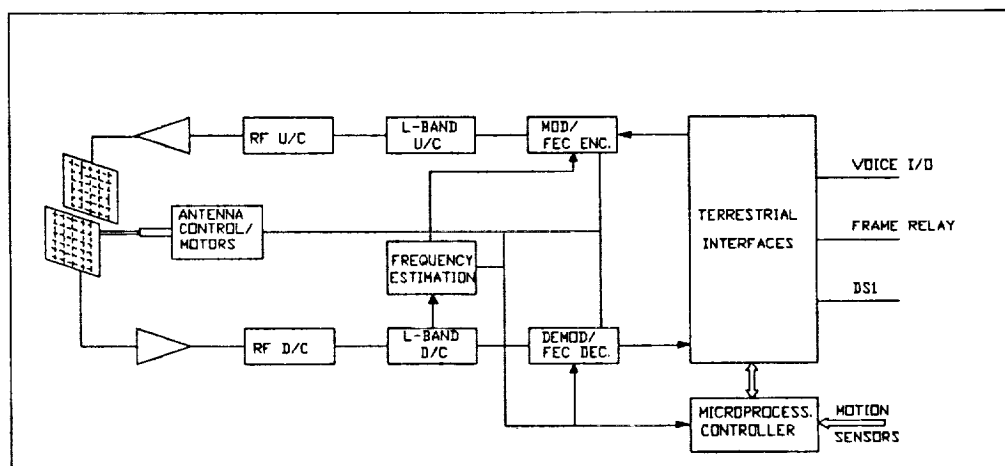 RF U/C
L-BAND
U/C
MOD/
FEC ENC.
VOICE I/O
ANTENNA
CONTROL/
MOTORS
TERRESTRIAL
INTERFACES
FRAME RELAY
FREQUENCY
ESTIMATION
DS1
RF D/C
L-BAND
D/C
DEMOD/
FEC DEC.
MICROPROCESS.
CONTROLLER
MOTION
SENSORS